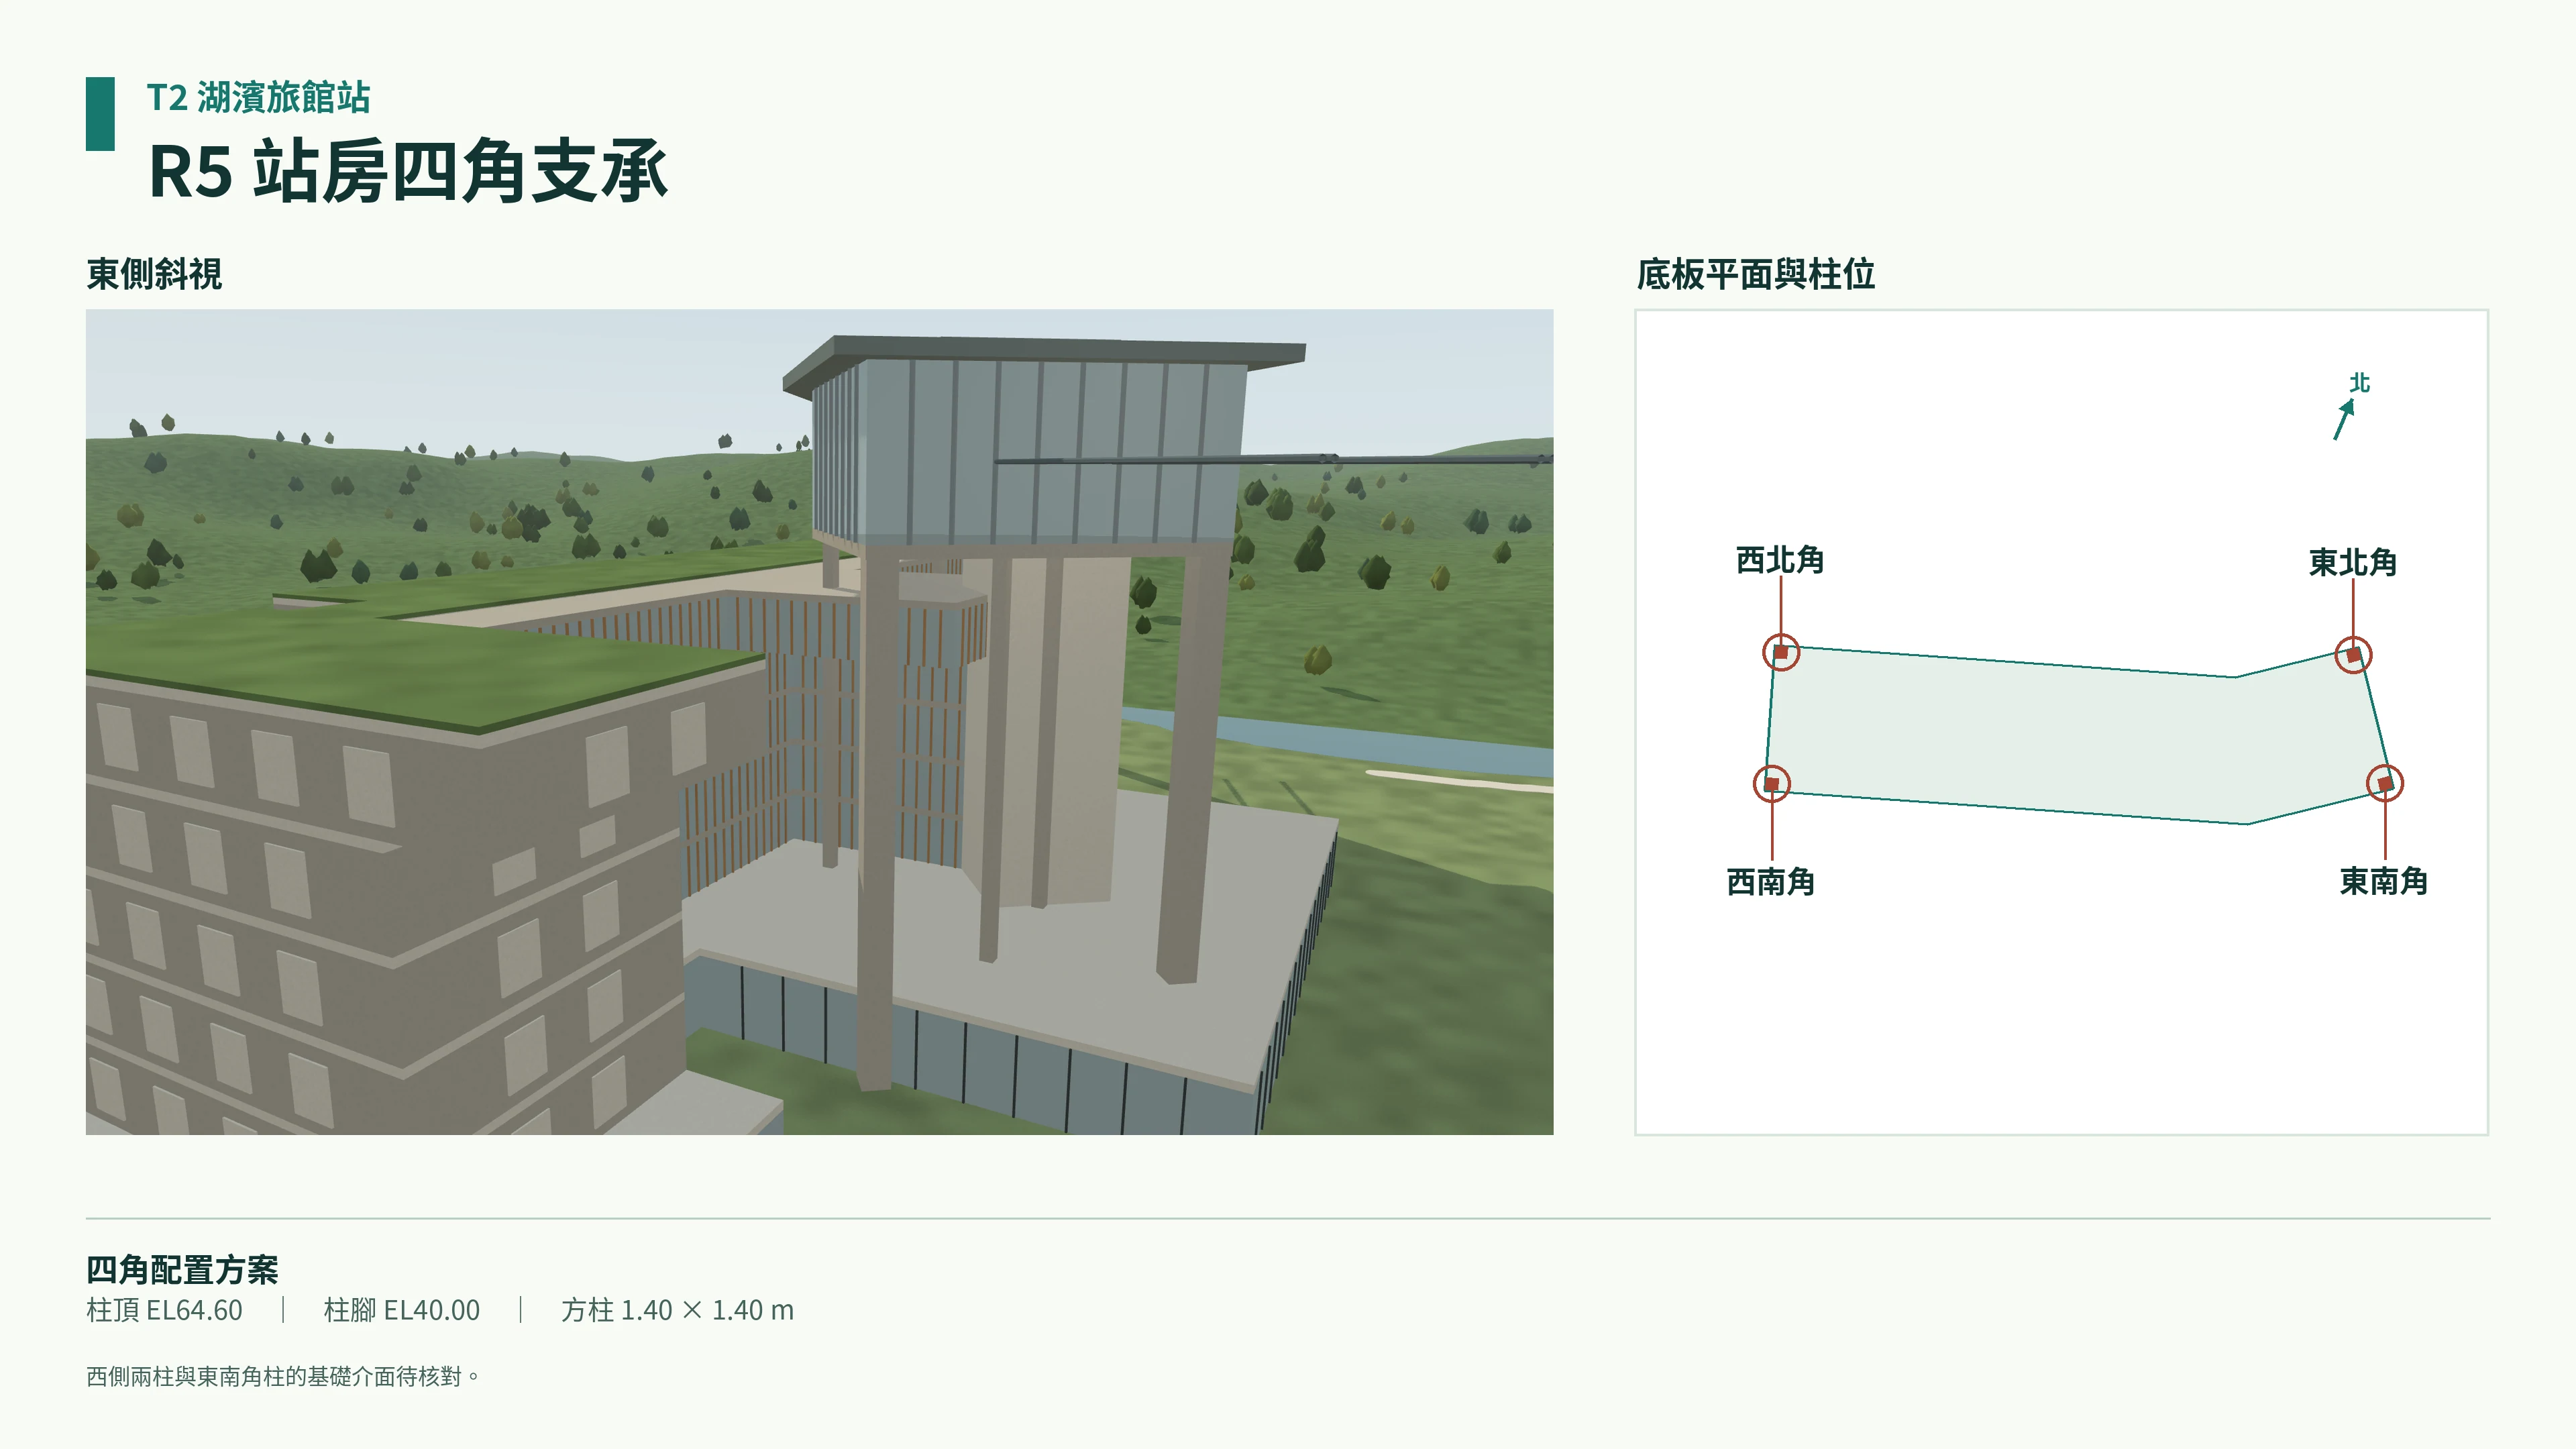 T2 湖濱旅館站
R5 站房四角支承
東側斜視
底板平面與柱位
北
西北角
東北角
西南角
東南角
四角配置方案
柱頂 EL64.60 ｜ 柱腳 EL40.00 ｜ 方柱 1.40 × 1.40 m
西側兩柱與東南角柱的基礎介面待核對。